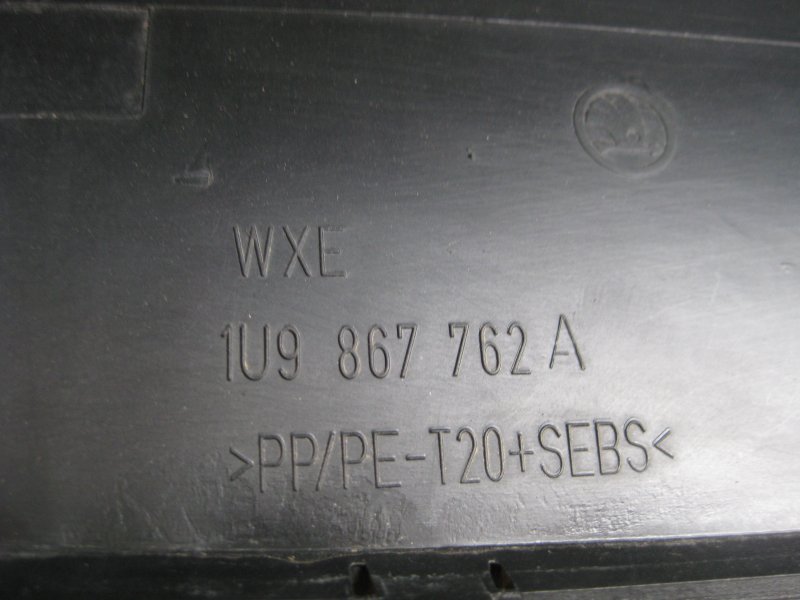 WXE
1U9 867 762 A
>PP/PE-T20+SEBS<